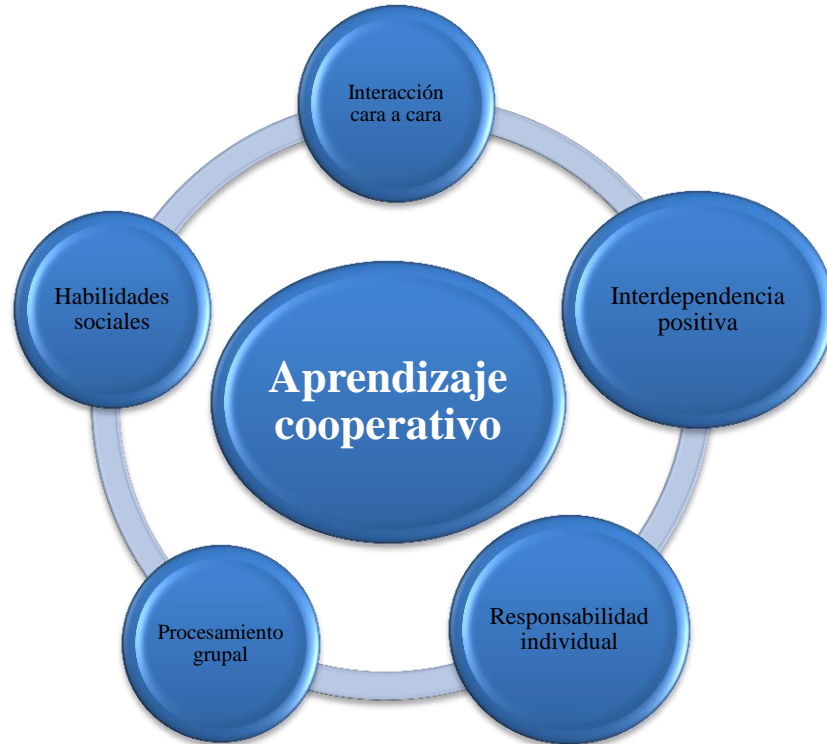 Interacción
cara a cara
Interdependencia
positiva
Responsabilidad
individual
Procesamiento
grupal
Habilidades
sociales
Aprendizaje
cooperativo